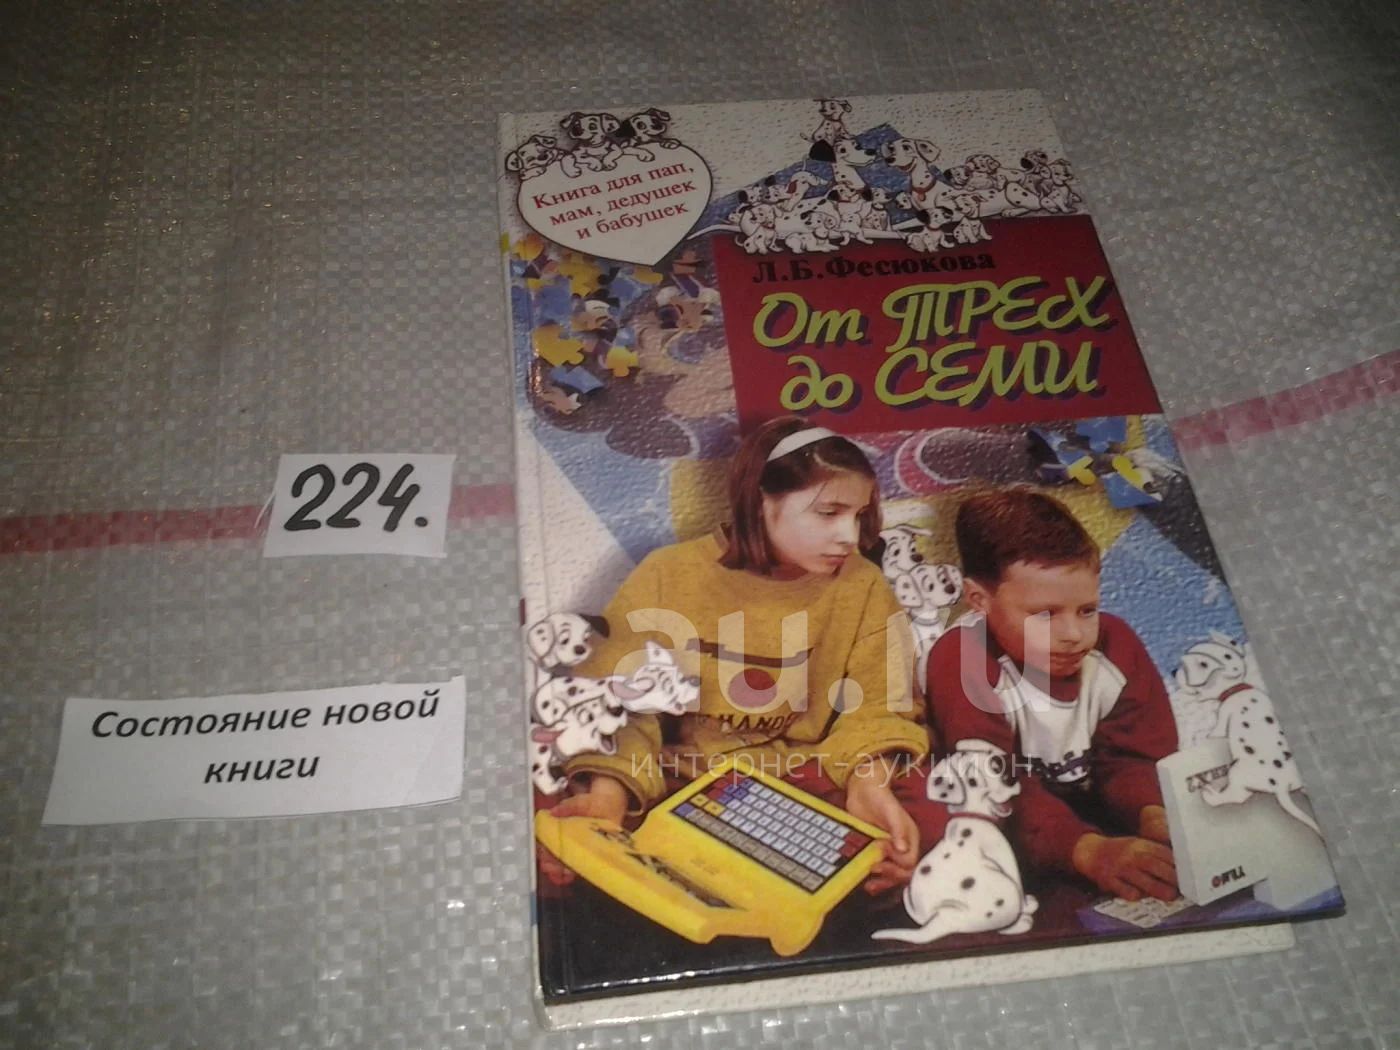 Книга для пап,
мам, дедушек
и бабушек
Л.Б.Фесюкова
От ТРЕХ
до СЕМИ
224.
Состояние новой
книги
au.ru
интернет-аукцион
HAND